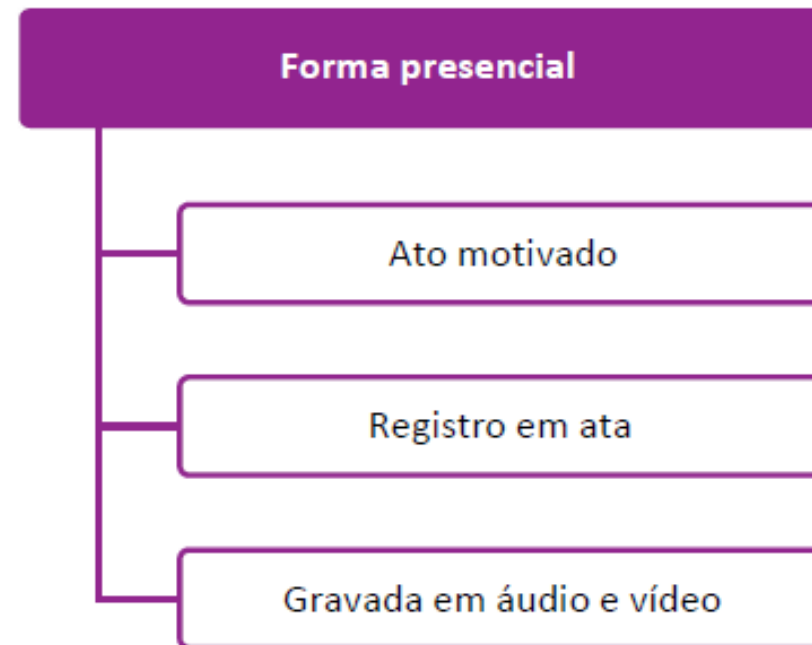 Forma presencial
Ato motivado
Registro em ata
Gravada em áudio e vídeo